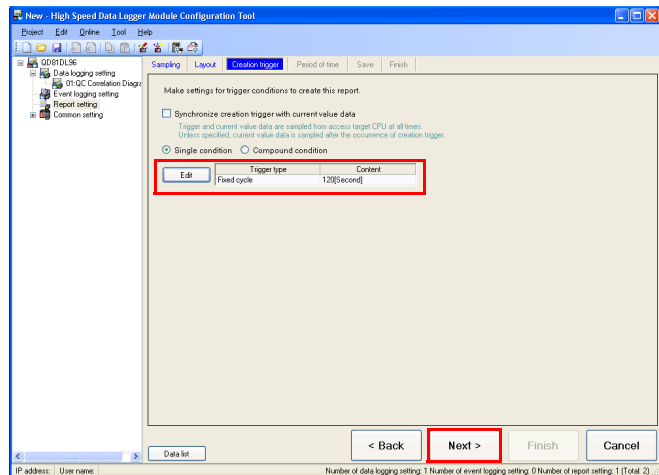 New - High Speed Data Logger Module Configuration Tool
Project Edit Online Tool Help
QD81DL96
Data logging setting
01:QC Correlation Diagra
Event logging setting
Report setting
Common setting
Sampling Layout Creation trigger Period of time Save Finish
Make settings for trigger conditions to create this report.
Synchronize creation trigger with current value data
Trigger and current value data are sampled from access target CPU at all times.
Unless specified, current value data is sampled after the occurrence of creation trigger.
Single condition Compound condition
Edit
Trigger type Content
Fixed cycle 120[Second]
< Back Next > Finish Cancel
Data list
IP address: User name: Number of data logging setting: 1 Number of event logging setting: 0 Number of report setting: 1 (Total: 2)